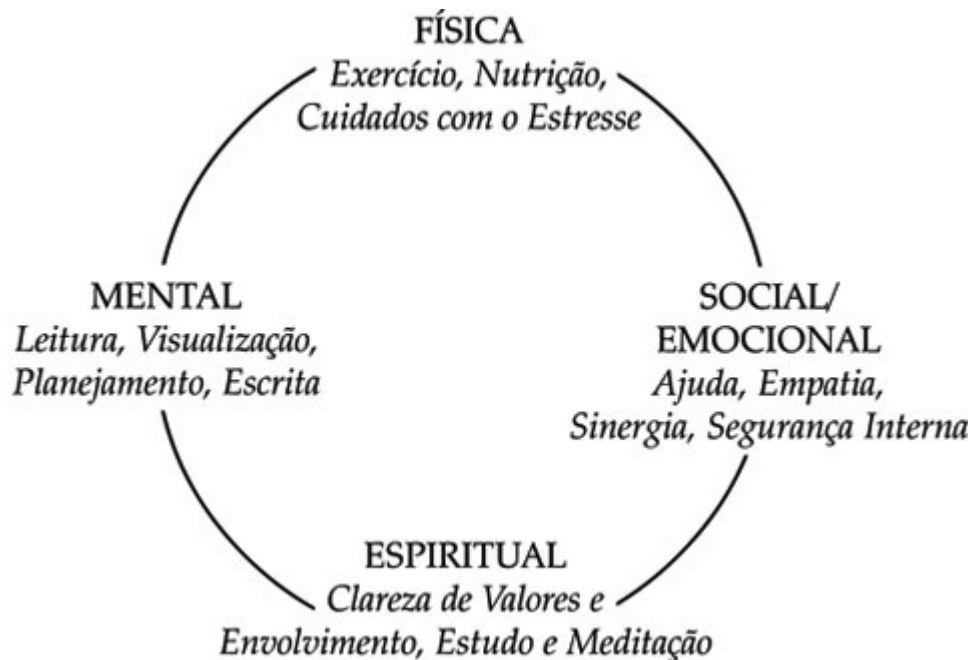 FÍSICA
Exercício, Nutrição,
Cuidados com o Estresse
MENTAL
Leitura, Visualização,
Planejamento, Escrita
SOCIAL/
EMOCIONAL
Ajuda, Empatia,
Sinergia, Segurança Interna
ESPIRITUAL
Clareza de Valores e
Envolvimento, Estudo e Meditação